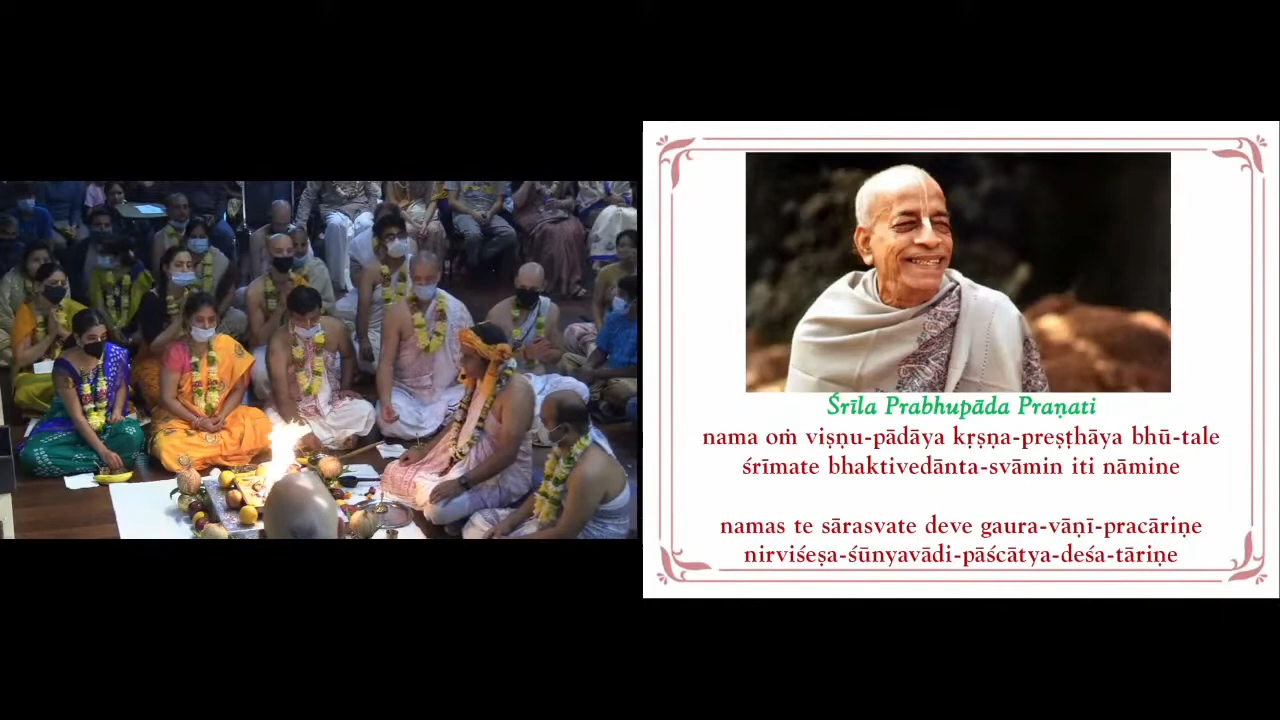 Śrīla Prabhupāda Praṇati
nama oṁ viṣṇu-pādāya kṛṣṇa-preṣṭhāya bhū-tale
śrīmate bhaktivedānta-svāmin iti nāmine
namas te sārasvate deve gaura-vāṇī-pracāriṇe
nirviśeṣa-śūnyavādi-pāścātya-deśa-tāriṇe